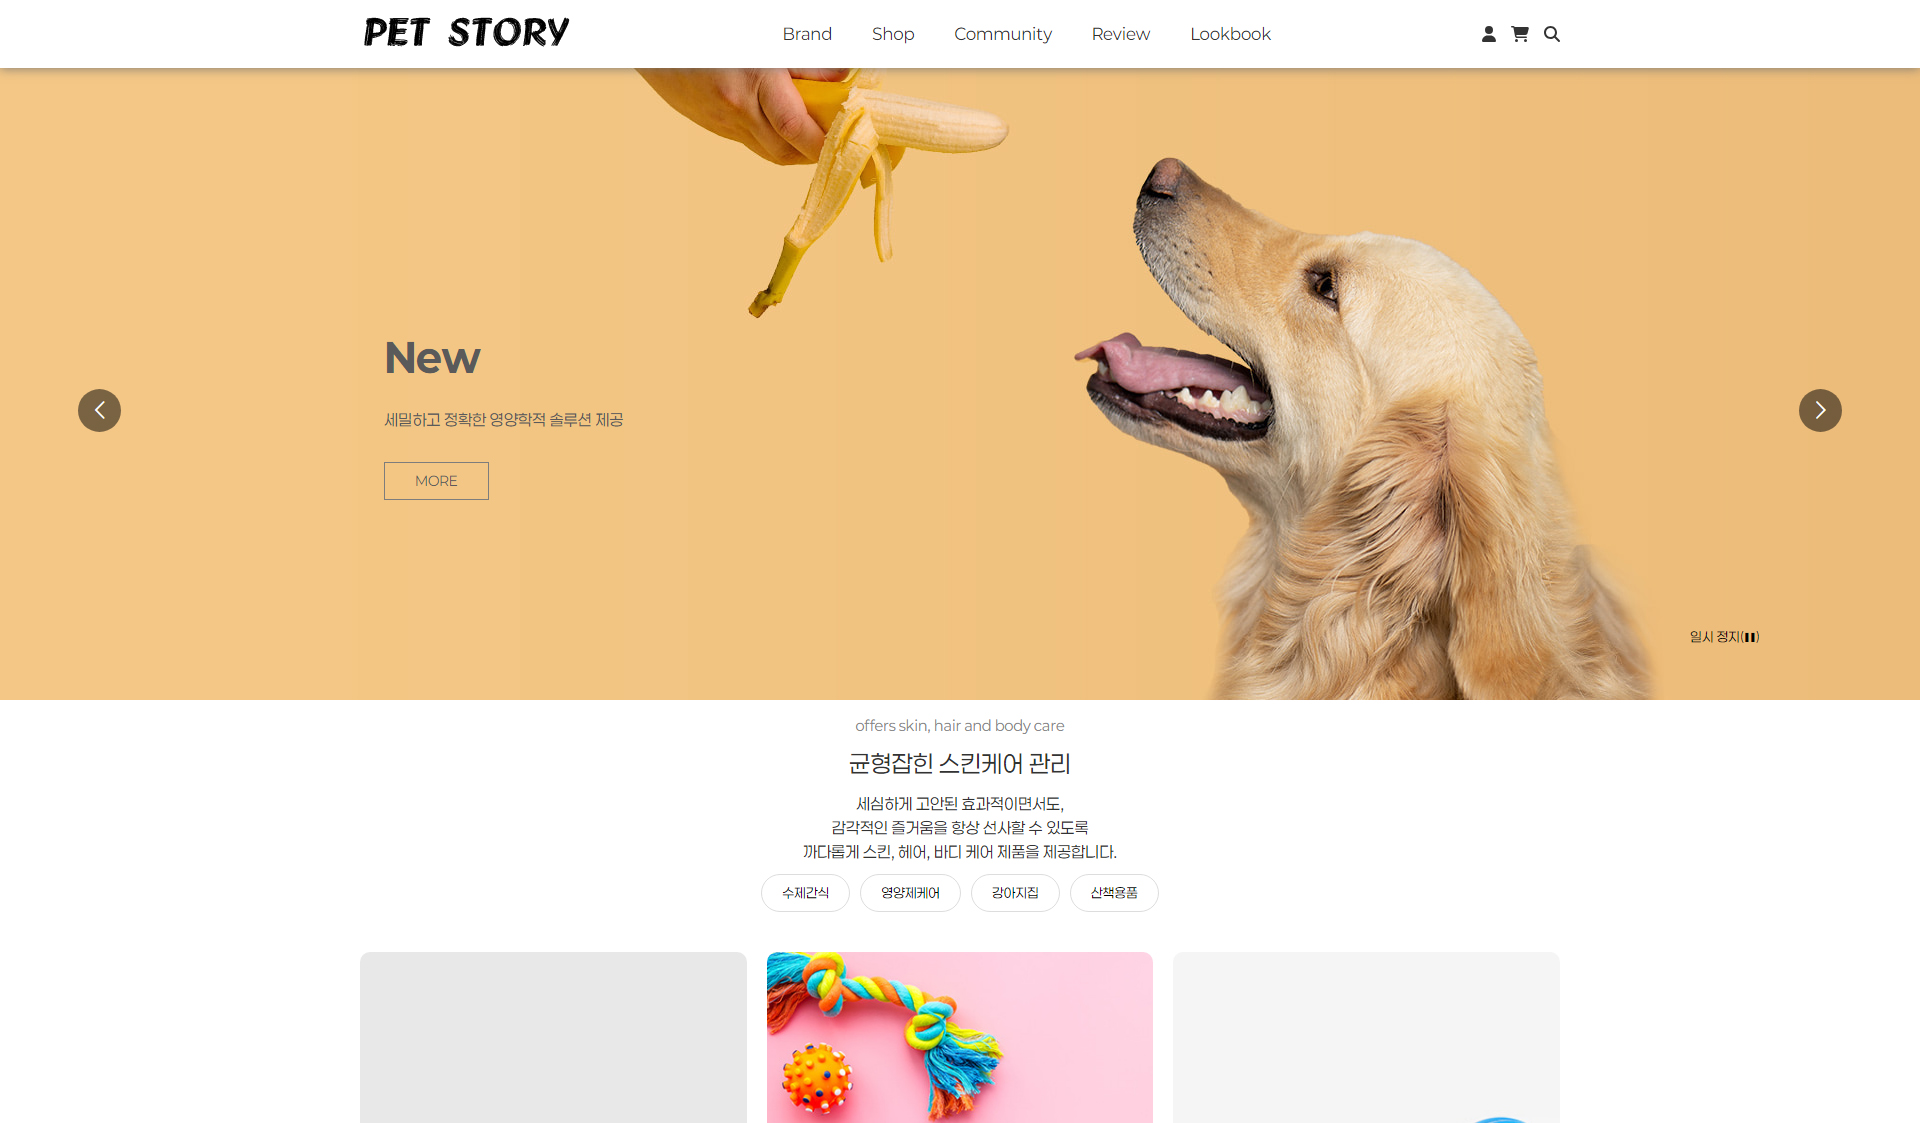 PET STORY
Brand
Shop
Community
Review
Lookbook
New
세밀하고 정확한 영양학적 솔루션 제공
MORE
일시 정지(❚❚)
offers skin, hair and body care
균형잡힌 스킨케어 관리
세심하게 고안된 효과적이면서도,
감각적인 즐거움을 항상 선사할 수 있도록
까다롭게 스킨, 헤어, 바디 케어 제품을 제공합니다.
수제간식
영양제케어
강아지집
산책용품